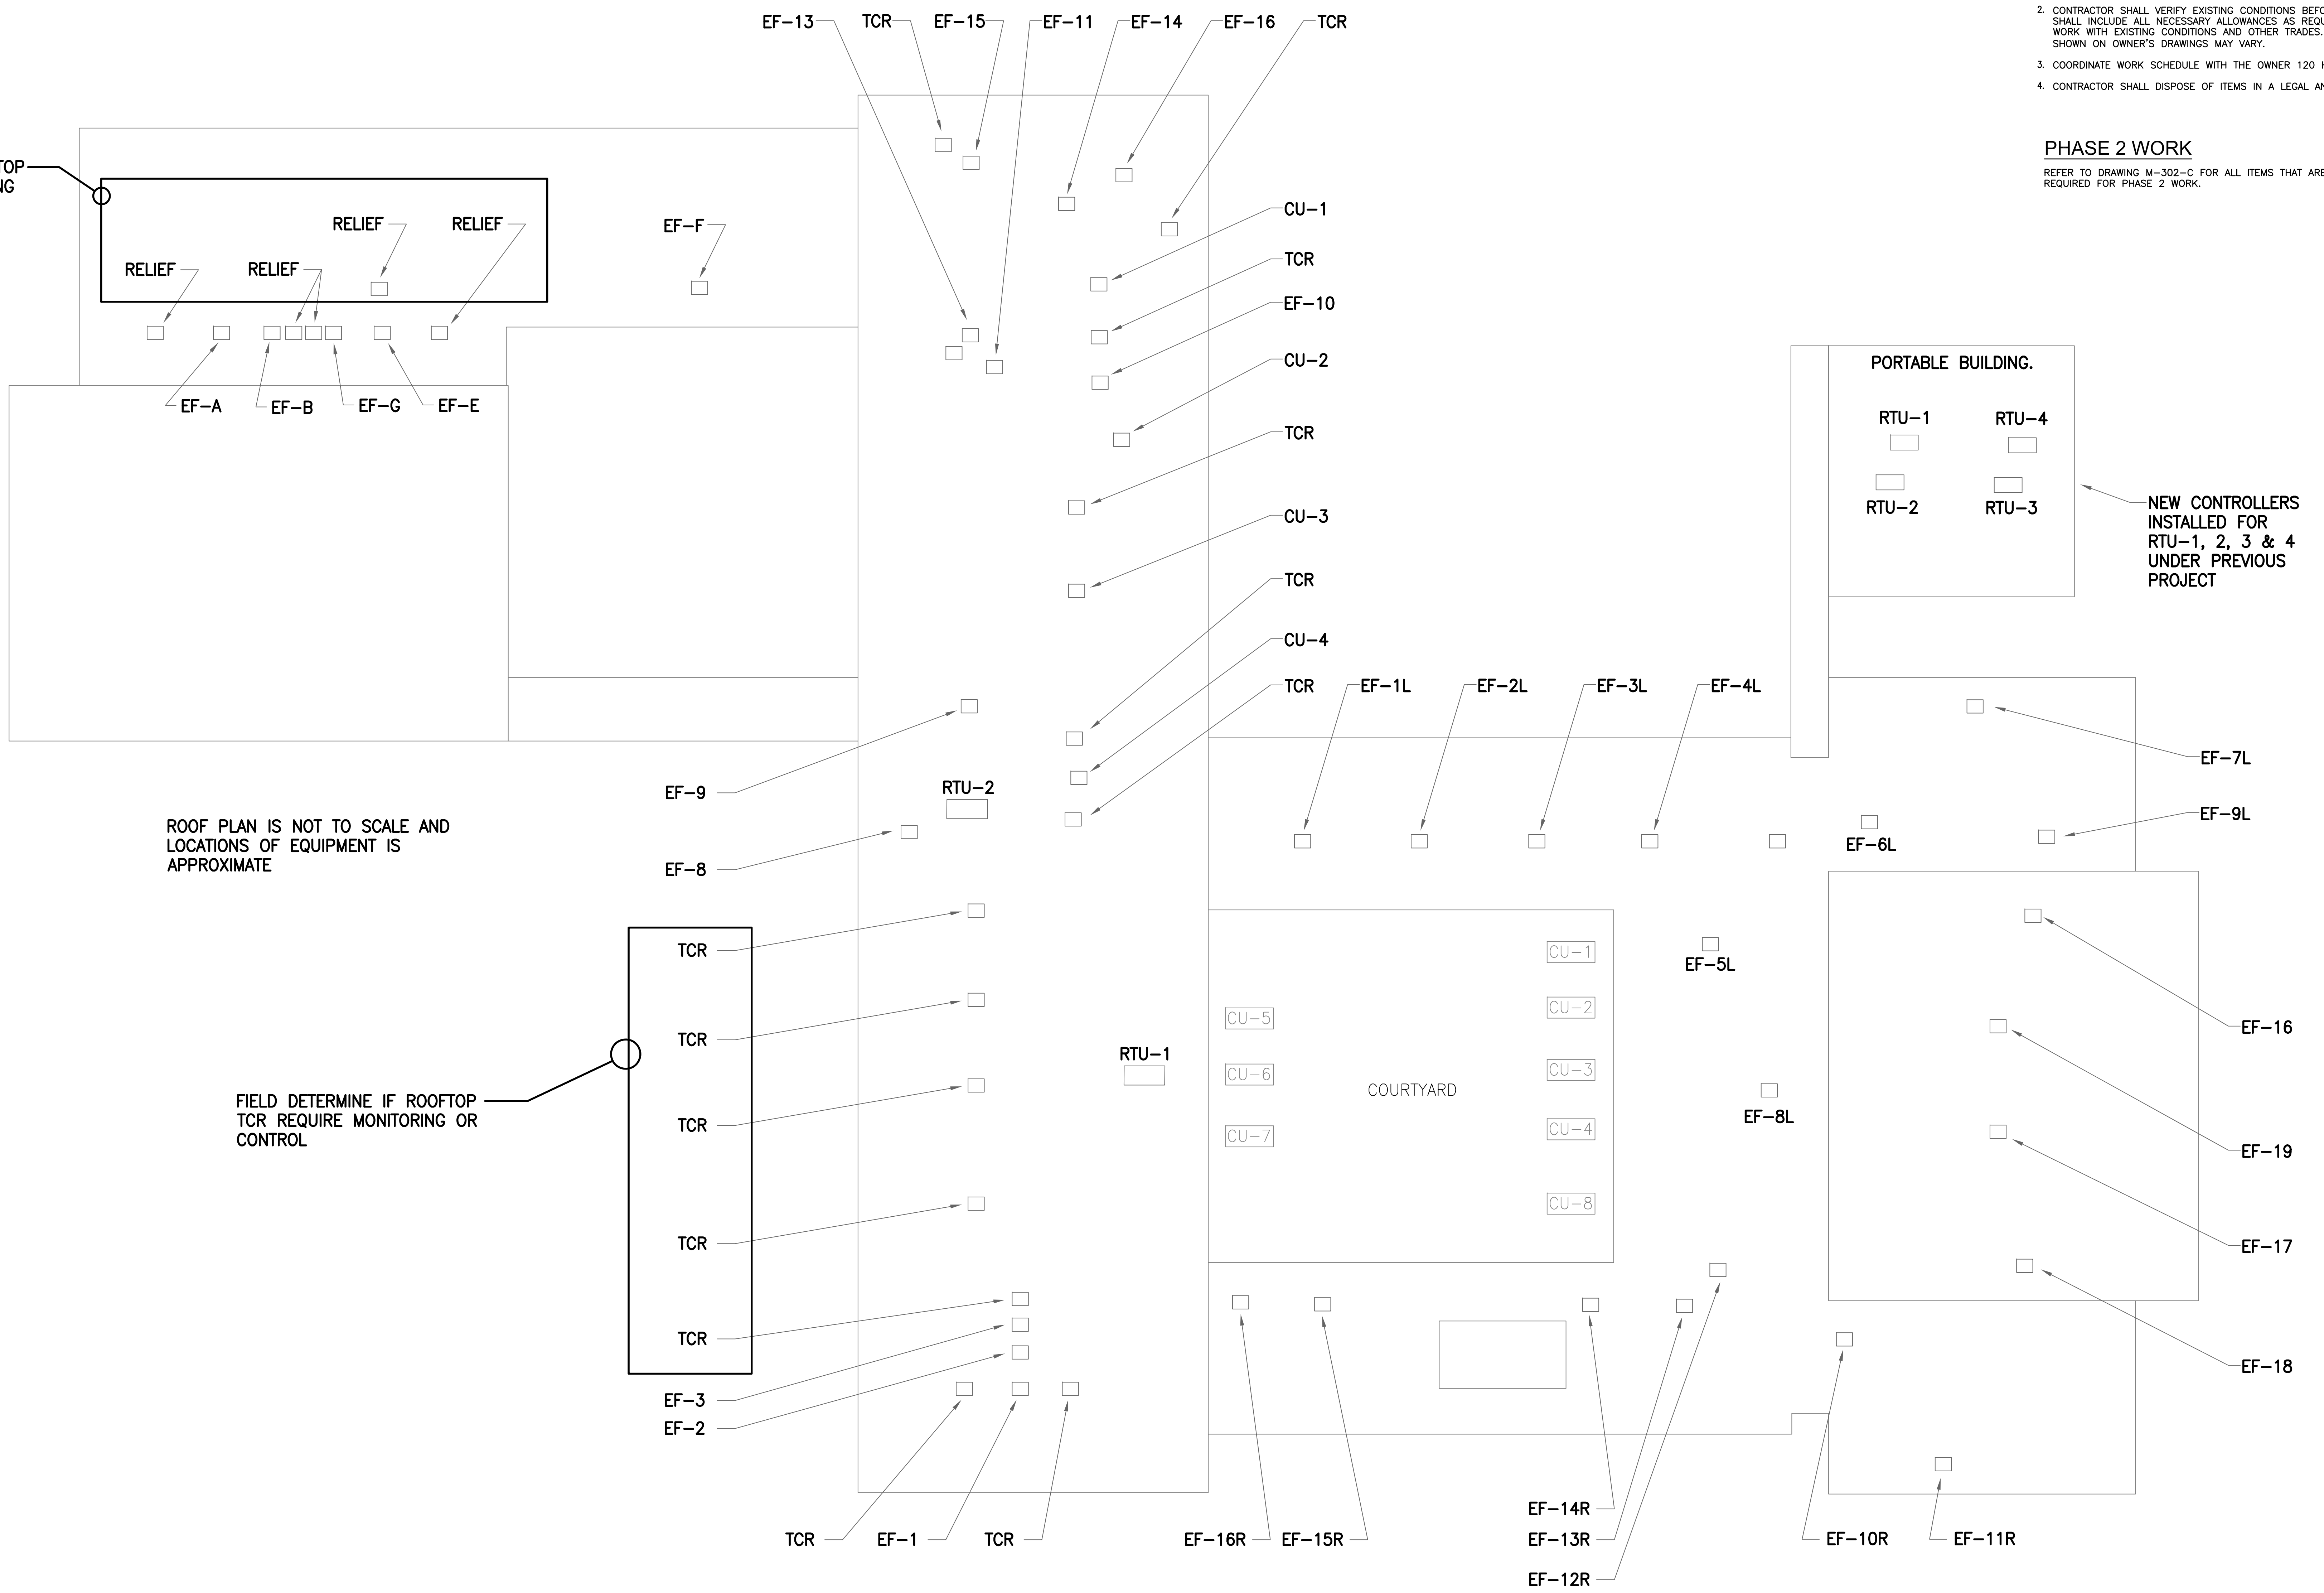 EF-13
TCR
EF-15
EF-11
EF-14
EF-16
TCR
2. CONTRACTOR SHALL VERIFY EXISTING CONDITIONS
SHALL INCLUDE ALL NECESSARY ALLOWANCES AS
WORK WITH EXISTING CONDITIONS AND OTHER TRADES.
SHOWN ON OWNER'S DRAWINGS MAY VARY.
3. COORDINATE WORK SCHEDULE WITH THE OWNER 120
4. CONTRACTOR SHALL DISPOSE OF ITEMS IN A LEGAL
PHASE 2 WORK
REFER TO DRAWING M-302-C FOR ALL ITEMS THAT ARE
REQUIRED FOR PHASE 2 WORK.
RELIEF
RELIEF
EF-F
RELIEF
RELIEF
EF-A
EF-B
EF-G
EF-E
CU-1
TCR
EF-10
CU-2
TCR
CU-3
TCR
CU-4
TCR
PORTABLE BUILDING.
RTU-1
RTU-4
RTU-2
RTU-3
NEW CONTROLLERS
INSTALLED FOR
RTU-1, 2, 3 & 4
UNDER PREVIOUS
PROJECT
EF-1L
EF-2L
EF-3L
EF-4L
EF-7L
EF-9L
EF-6L
EF-9
RTU-2
EF-8
ROOF PLAN IS NOT TO SCALE AND
LOCATIONS OF EQUIPMENT IS
APPROXIMATE
TCR
TCR
TCR
TCR
TCR
FIELD DETERMINE IF ROOFTOP
TCR REQUIRE MONITORING OR
CONTROL
RTU-1
CU-5
CU-6
CU-7
COURTYARD
CU-1
CU-2
CU-3
CU-4
CU-8
EF-5L
EF-8L
EF-16
EF-19
EF-17
EF-18
EF-3
EF-2
TCR
EF-1
TCR
EF-16R
EF-15R
EF-14R
EF-13R
EF-12R
EF-10R
EF-11R